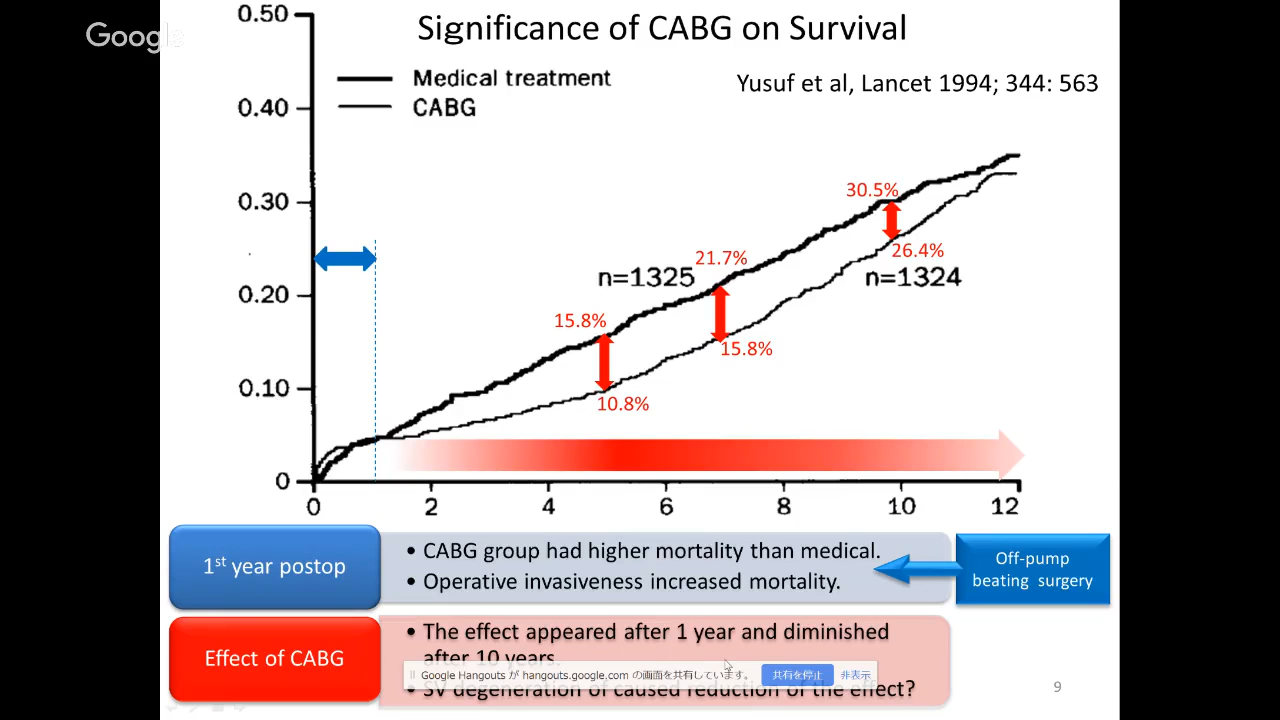 Google
Significance of CABG on Survival
Yusuf et al, Lancet 1994; 344: 563
Medical treatment
CABG
0.50
0.40
0.30
0.20
0.10
0
30.5%
26.4%
n=1324
21.7%
n=1325
15.8%
15.8%
10.8%
0 2 4 6 8 10 12
1st year postop
• CABG group had higher mortality than medical.
• Operative invasiveness increased mortality.
Off-pump
beating surgery
Effect of CABG
• The effect appeared after 1 year and diminished
after 10 years.
Google Hangouts が hangouts.google.com の画面を共有しています。 共有を停止 非表示
• SV degeneration of caused reduction of the effect?
9